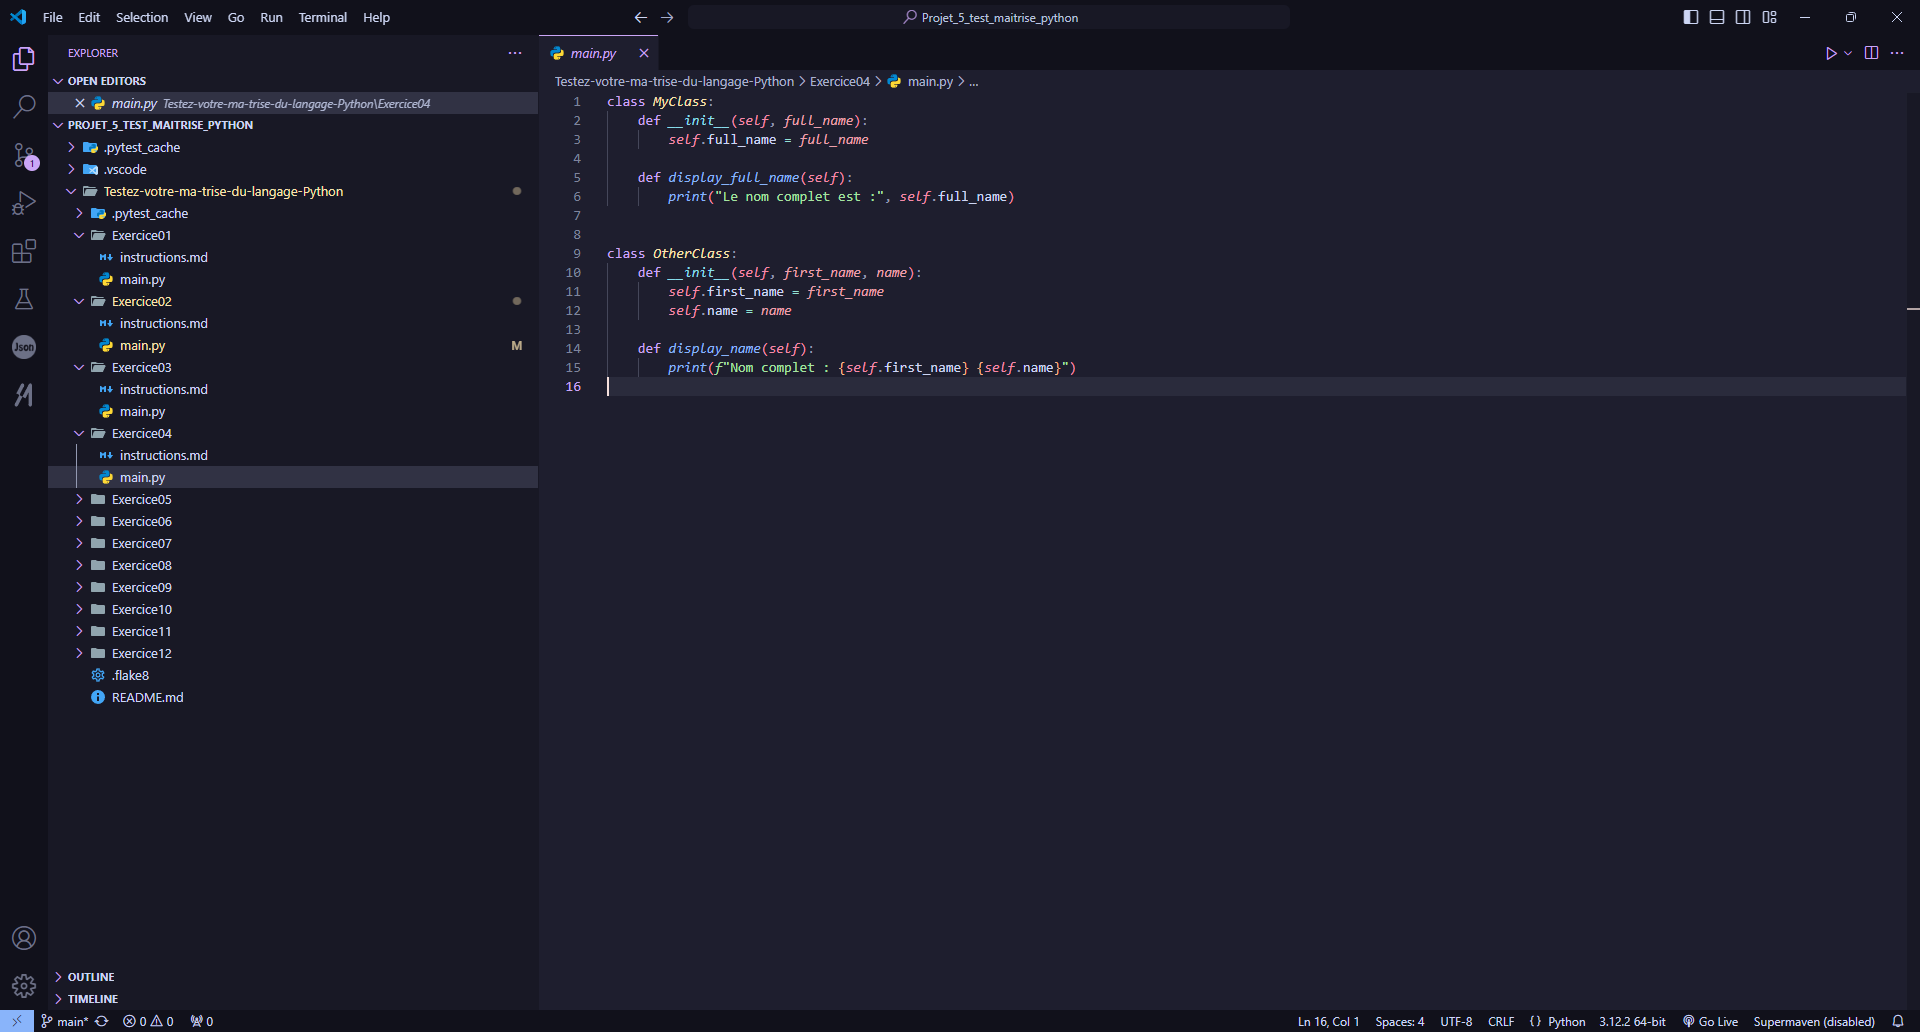 File Edit Selection View Go Run Terminal Help
Projet_5_test_maitrise_python
EXPLORER
OPEN EDITORS
main.py Testez-votre-ma-trise-du-langage-Python\Exercice04
PROJET_5_TEST_MAITRISE_PYTHON
.pytest_cache
.vscode
Testez-votre-ma-trise-du-langage-Python
.pytest_cache
Exercice01
instructions.md
main.py
Exercice02
instructions.md
main.py M
Exercice03
instructions.md
main.py
Exercice04
instructions.md
main.py
Exercice05
Exercice06
Exercice07
Exercice08
Exercice09
Exercice10
Exercice11
Exercice12
.flake8
README.md
OUTLINE
TIMELINE
1
Json
main.py
Testez-votre-ma-trise-du-langage-Python > Exercice04 > main.py > ...
1 class MyClass:
2     def __init__(self, full_name):
3         self.full_name = full_name
4
5     def display_full_name(self):
6         print("Le nom complet est :", self.full_name)
7
8
9 class OtherClass:
10     def __init__(self, first_name, name):
11         self.first_name = first_name
12         self.name = name
13
14     def display_name(self):
15         print(f"Nom complet : {self.first_name} {self.name}")
16
main* 0 0 0
Ln 16, Col 1 Spaces: 4 UTF-8 CRLF {} Python 3.12.2 64-bit Go Live Supermaven (disabled)